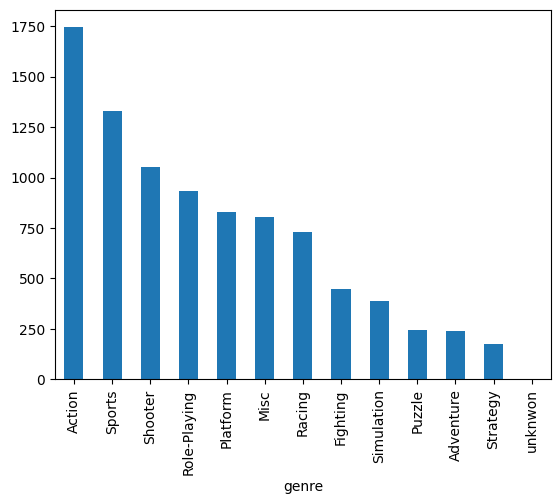 1750
1500
1250
1000
750
500
250
0
Action
Sports
Shooter
Role-Playing
Platform
Misc
Racing
Fighting
Simulation
Puzzle
Adventure
Strategy
unknwon
genre